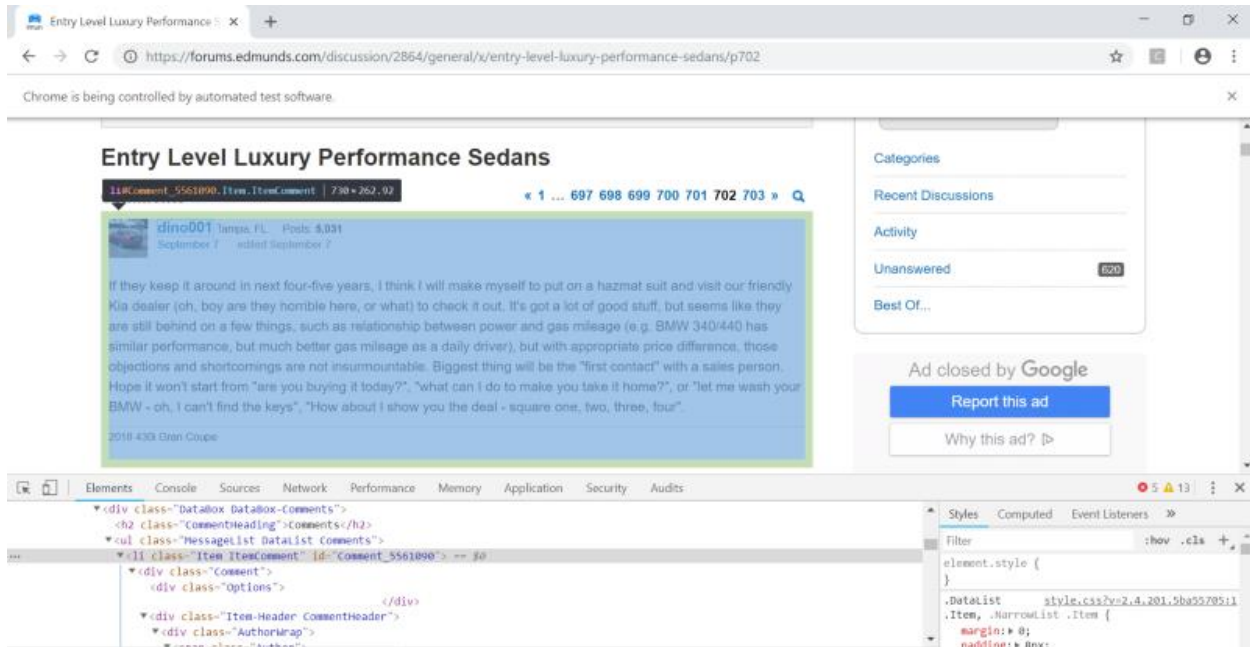 Entry Level Luxury Performance S
https://forums.edmunds.com/discussion/2864/general/x/entry-level-luxury-performance-sedans/p702
Chrome is being controlled by automated test software.
Entry Level Luxury Performance Sedans
li#Comment_5561090.Item.ItemComment | 730×262.92
« 1 ... 697 698 699 700 701 702 703 »
dino001 Tampa, FL Posts: 5,031
September 7 edited September 7
If they keep it around in next four-five years, I think I will make myself to put on a hazmat suit and visit our friendly
Kia dealer (oh, boy are they horrible here, or what) to check it out. It's got a lot of good stuff, but seems like they
are still behind on a few things, such as relationship between power and gas mileage (e.g. BMW 340/440 has
similar performance, but much better gas mileage as a daily driver), but with appropriate price difference, those
objections and shortcomings are not insurmountable. Biggest thing will be the "first contact" with a sales person.
Hope it won't start from "are you buying it today?", "what can I do to make you take it home?", or "let me wash your
BMW - oh, I can't find the keys", "How about I show you the deal - square one, two, three, four".
2018 430i Gran Coupe
Categories
Recent Discussions
Activity
Unanswered 620
Best Of...
Ad closed by Google
Report this ad
Why this ad?
Elements Console Sources Network Performance Memory Application Security Audits
5 13
<div class="DataBox DataBox-Comments">
<h2 class="CommentHeading">Comments</h2>
<ul class="MessageList DataList Comments">
<li class="Item ItemComment" id="Comment_5561090"> == $0
<div class="Comment">
<div class="Options">
</div>
<div class="Item-Header CommentHeader">
<div class="AuthorWrap">
<span class="Author">
Styles Computed Event Listeners »
Filter :hov .cls +
element.style {
}
.DataList style.css?v=2.4.201.5ba55705:1
.Item, .NarrowList .Item {
margin: 0;
padding: 8px;